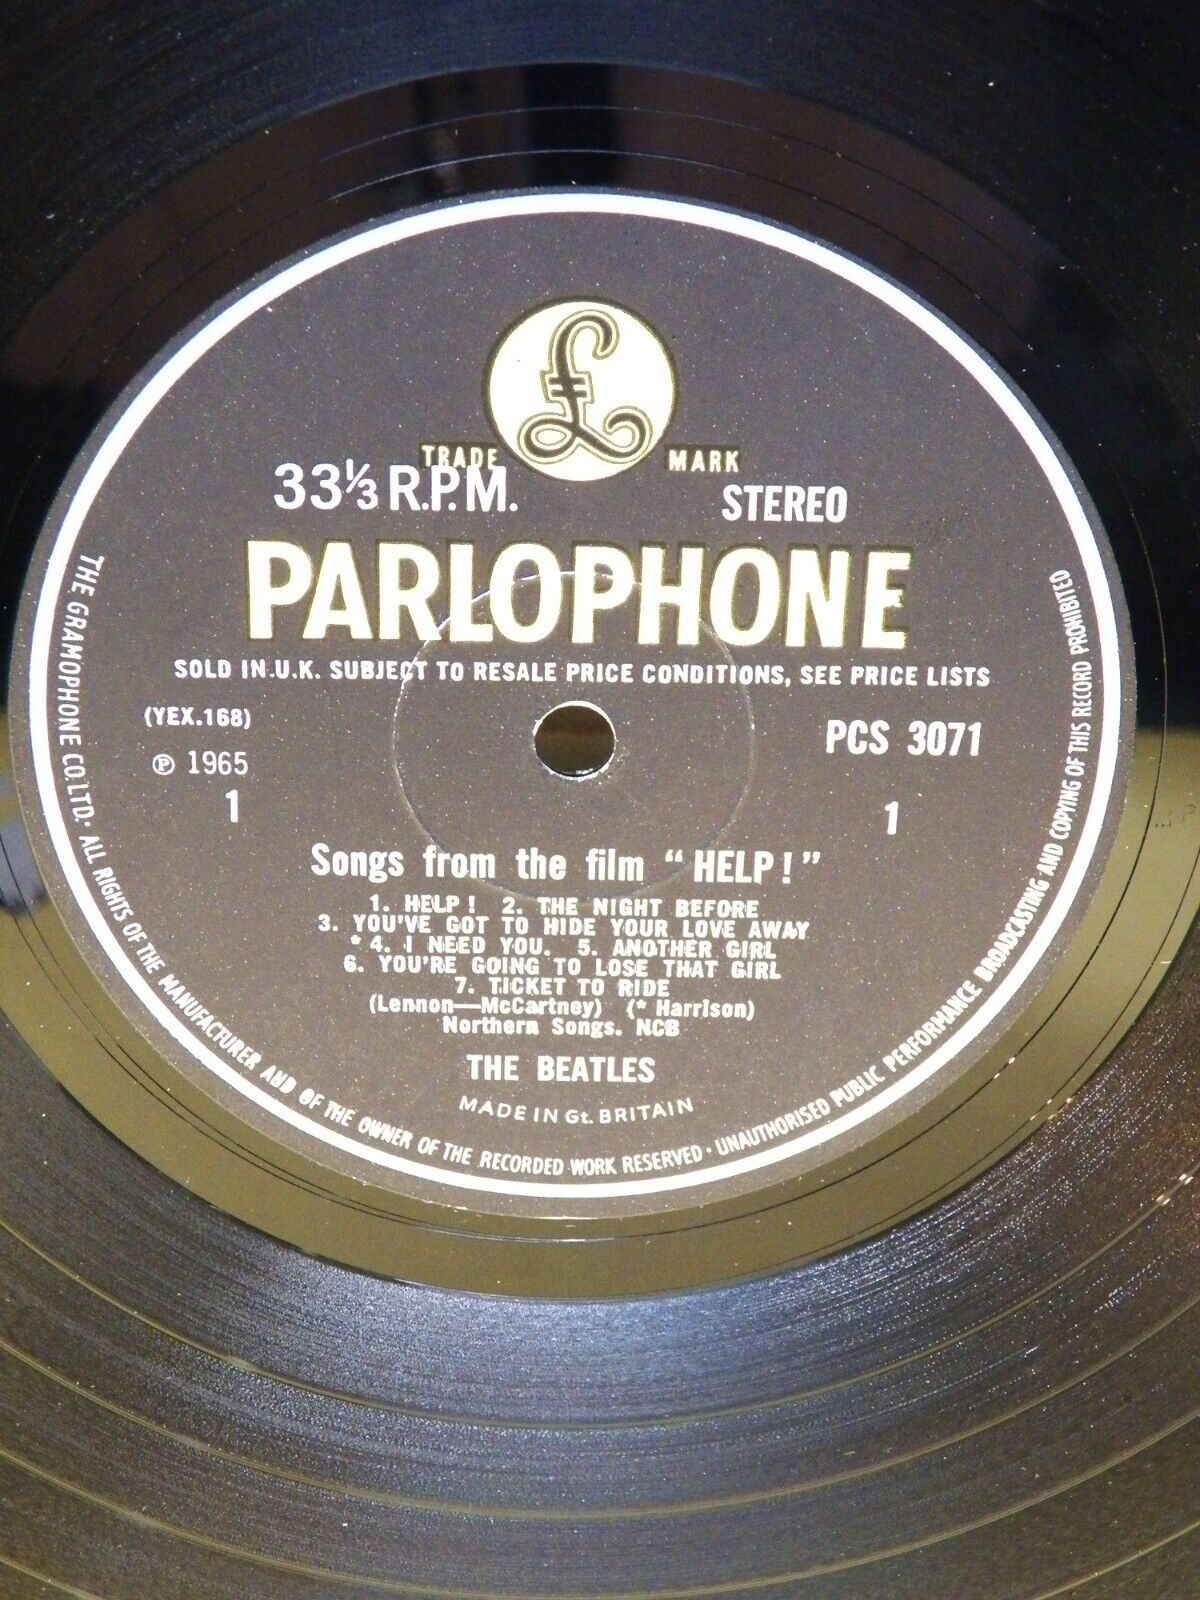 £
TRADE MARK
33⅓ R.P.M. STEREO
PARLOPHONE
SOLD IN U.K. SUBJECT TO RESALE PRICE CONDITIONS, SEE PRICE LISTS
(YEX.168)
℗ 1965
1
PCS 3071
1
Songs from the film “HELP!”
1. HELP! 2. THE NIGHT BEFORE
3. YOU'VE GOT TO HIDE YOUR LOVE AWAY
* 4. I NEED YOU. 5. ANOTHER GIRL
6. YOU'RE GOING TO LOSE THAT GIRL
7. TICKET TO RIDE
(Lennon—McCartney) (* Harrison)
Northern Songs. NCB
THE BEATLES
MADE IN Gt. BRITAIN
THE GRAMOPHONE CO. LTD. · ALL RIGHTS OF THE MANUFACTURER AND OF THE OWNER OF THE RECORDED WORK RESERVED · UNAUTHORISED PUBLIC PERFORMANCE BROADCASTING AND COPYING OF THIS RECORD PROHIBITED